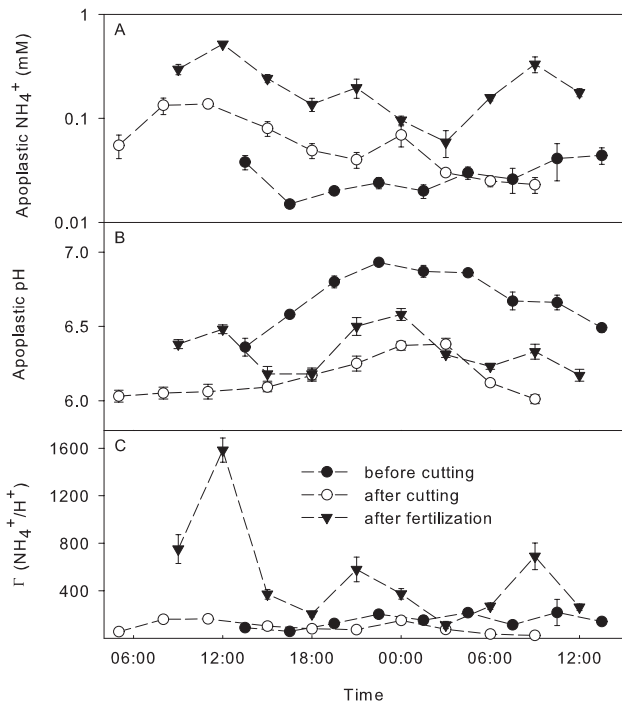 A
Apoplastic NH4+ (mM)
1
0.1
0.01
B
Apoplastic pH
7.0
6.5
6.0
C
Γ (NH4+/H+)
1600
1200
800
400
before cutting
after cutting
after fertilization
06:00 12:00 18:00 00:00 06:00 12:00
Time